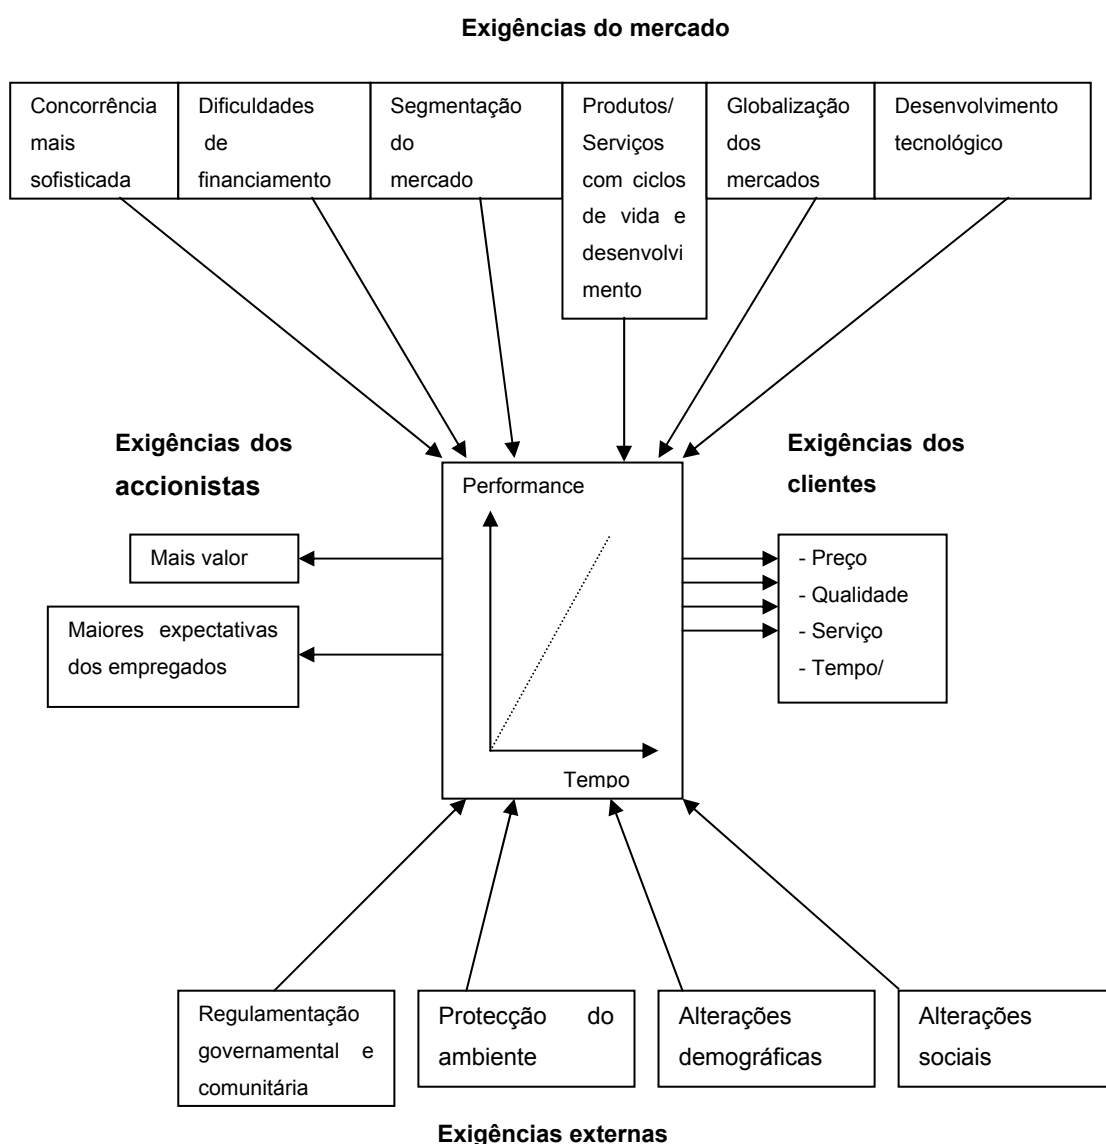 Exigências do mercado
Concorrência
mais
sofisticada
Dificuldades
de
financiamento
Segmentação
do
mercado
Produtos/
Serviços
com ciclos
de vida e
desenvolvi
mento
Globalização
dos
mercados
Desenvolvimento
tecnológico
Exigências dos
accionistas
Exigências dos
clientes
Performance
Mais valor
Maiores expectativas
dos empregados
- Preço
- Qualidade
- Serviço
- Tempo/
Tempo
Regulamentação
governamental e
comunitária
Protecção do
ambiente
Alterações
demográficas
Alterações
sociais
Exigências externas